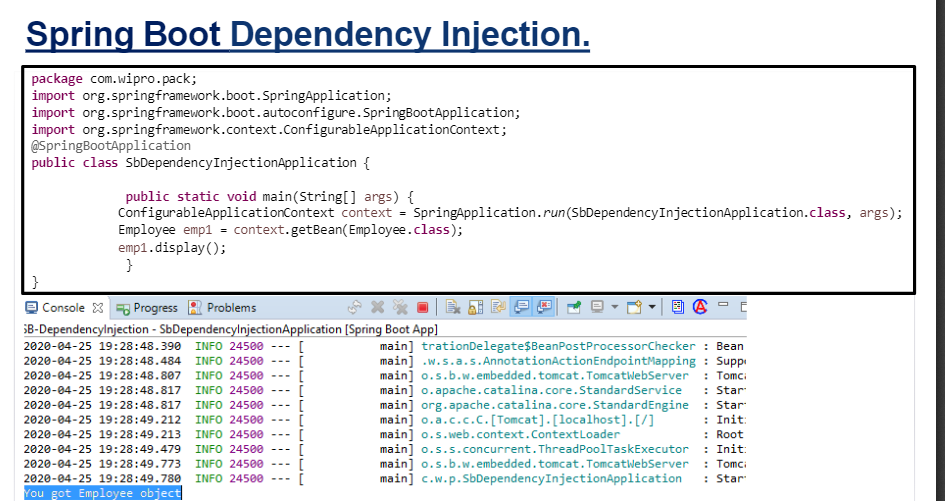 Spring Boot Dependency Injection.
package com.wipro.pack;
import org.springframework.boot.SpringApplication;
import org.springframework.boot.autoconfigure.SpringBootApplication;
import org.springframework.context.ConfigurableApplicationContext;
@SpringBootApplication
public class SbDependencyInjectionApplication {
public static void main(String[] args) {
ConfigurableApplicationContext context = SpringApplication.run(SbDependencyInjectionApplication.class, args);
Employee emp1 = context.getBean(Employee.class);
emp1.display();
}
}
Console Progress Problems
SB-DependencyInjection - SbDependencyInjectionApplication [Spring Boot App]
2020-04-25 19:28:48.390 INFO 24500 --- [ main] trationDelegate$BeanPostProcessorChecker : Bean
2020-04-25 19:28:48.484 INFO 24500 --- [ main] .w.s.a.s.AnnotationActionEndpointMapping : Supp
2020-04-25 19:28:48.807 INFO 24500 --- [ main] o.s.b.w.embedded.tomcat.TomcatWebServer : Tomc
2020-04-25 19:28:48.817 INFO 24500 --- [ main] o.apache.catalina.core.StandardService : Star
2020-04-25 19:28:48.817 INFO 24500 --- [ main] org.apache.catalina.core.StandardEngine : Star
2020-04-25 19:28:49.212 INFO 24500 --- [ main] o.a.c.c.C.[Tomcat].[localhost].[/] : Init
2020-04-25 19:28:49.213 INFO 24500 --- [ main] o.s.web.context.ContextLoader : Root
2020-04-25 19:28:49.479 INFO 24500 --- [ main] o.s.s.concurrent.ThreadPoolTaskExecutor : Init
2020-04-25 19:28:49.773 INFO 24500 --- [ main] o.s.b.w.embedded.tomcat.TomcatWebServer : Tomc
2020-04-25 19:28:49.780 INFO 24500 --- [ main] c.w.p.SbDependencyInjectionApplication : Star
You got Employee object